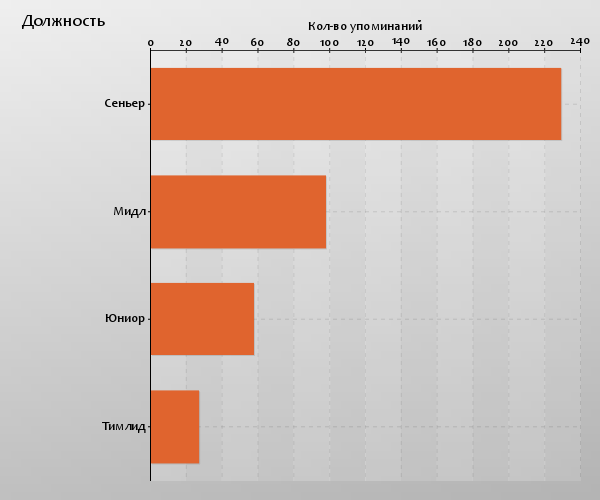 Должность
Кол-во упоминаний
0 20 40 60 80 100 120 140 160 180 200 220 240
Сеньер
Мидл
Юниор
Тимлид